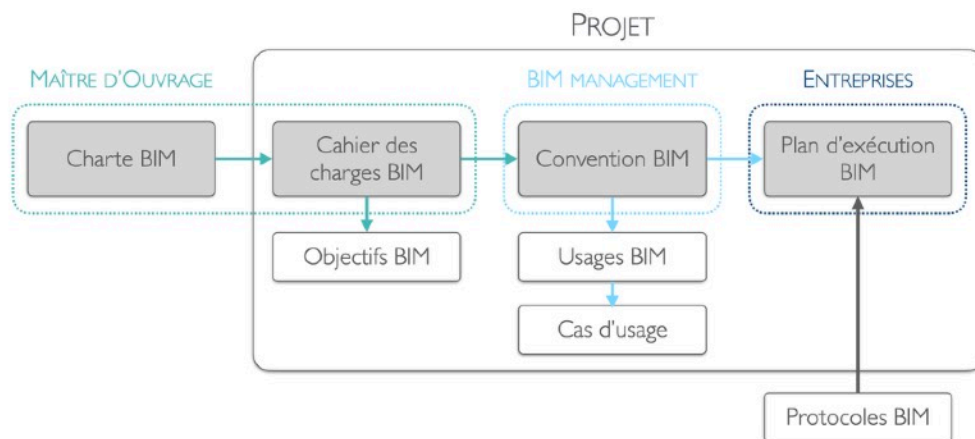 PROJET
MAÎTRE D'OUVRAGE
BIM MANAGEMENT
ENTREPRISES
Charte BIM
Cahier des
charges BIM
Convention BIM
Plan d'exécution
BIM
Objectifs BIM
Usages BIM
Cas d'usage
Protocoles BIM